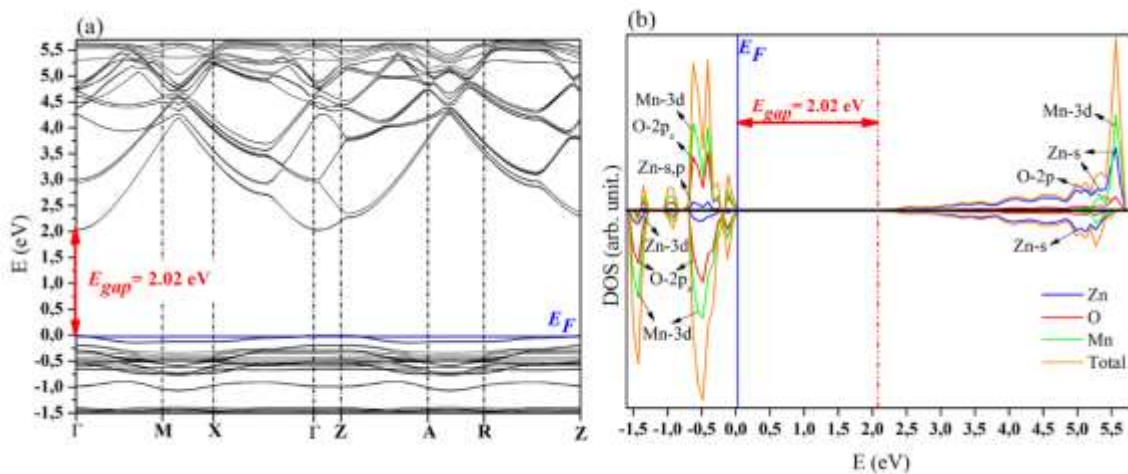 (a)
5,5
5,0
4,5
4,0
3,5
3,0
2,5
2,0
1,5
1,0
0,5
0,0
-0,5
-1,0
-1,5
E (eV)
E_gap = 2.02 eV
E_F
Γ M X Γ Z A R Z
(b)
E_F
E_gap = 2.02 eV
Mn-3d
Zn-s,p
Zn-3d
Mn-3d
Mn-3d
Zn-s
O-2p
Zn-s
DOS (arb. unit.)
Zn
O
Mn
Total
-1,5 -1,0 -0,5 0,0 0,5 1,0 1,5 2,0 2,5 3,0 3,5 4,0 4,5 5,0 5,5
E (eV)